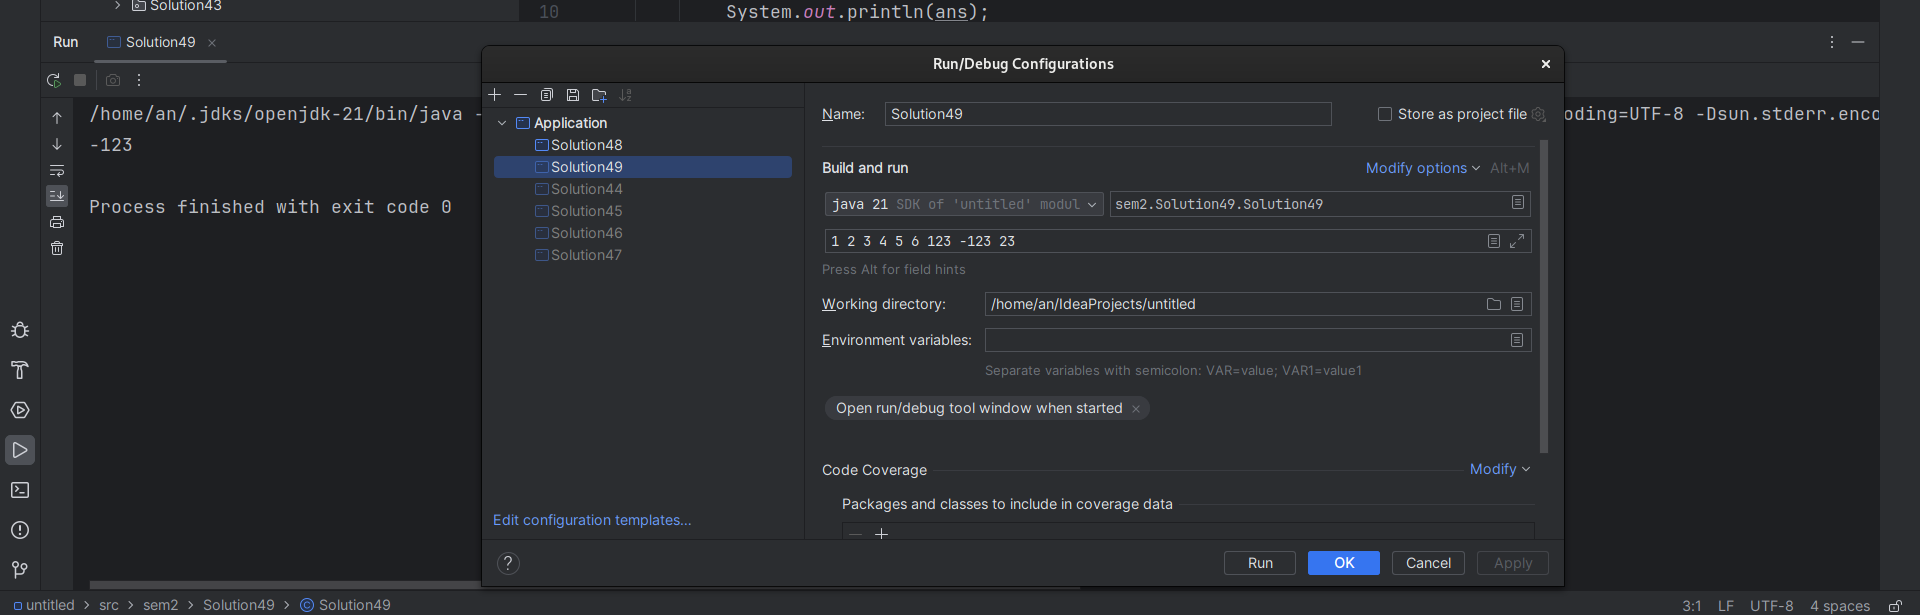 Solution43
10 System.out.println(ans);
Run Solution49
/home/an/.jdks/openjdk-21/bin/java -
oding=UTF-8 -Dsun.stderr.enco
-123
Process finished with exit code 0
Run/Debug Configurations
Application
Solution48
Solution49
Solution44
Solution45
Solution46
Solution47
Edit configuration templates...
Name: Solution49 Store as project file
Build and run Modify options Alt+M
java 21 SDK of 'untitled' modul sem2.Solution49.Solution49
1 2 3 4 5 6 123 -123 23
Press Alt for field hints
Working directory: /home/an/IdeaProjects/untitled
Environment variables:
Separate variables with semicolon: VAR=value; VAR1=value1
Open run/debug tool window when started
Code Coverage Modify
Packages and classes to include in coverage data
? Run OK Cancel Apply
untitled > src > sem2 > Solution49 > Solution49
3:1 LF UTF-8 4 spaces